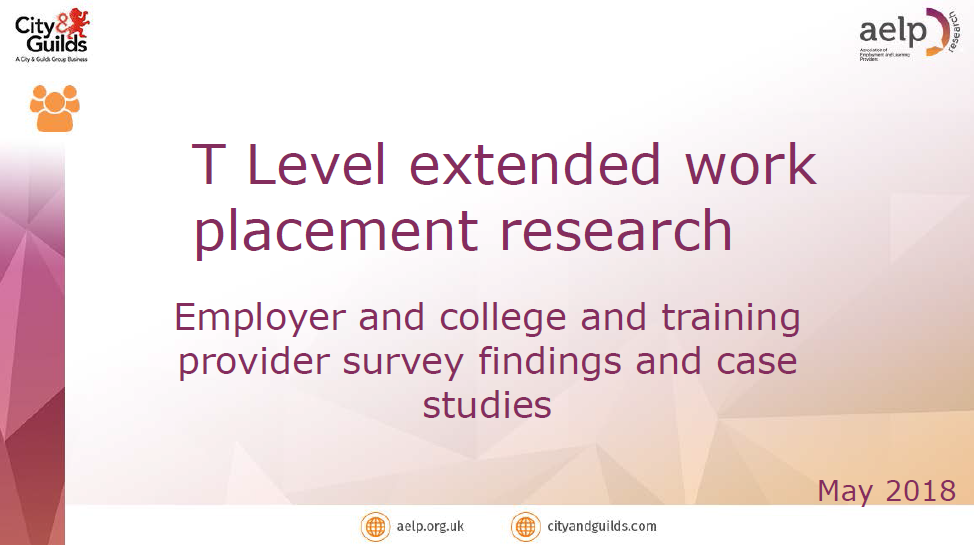 City&
Guilds
A City & Guilds Group Business
aelp
research
Association of
Employment and Learning
Providers
T Level extended work
placement research
Employer and college and training
provider survey findings and case
studies
May 2018
aelp.org.uk
cityandguilds.com